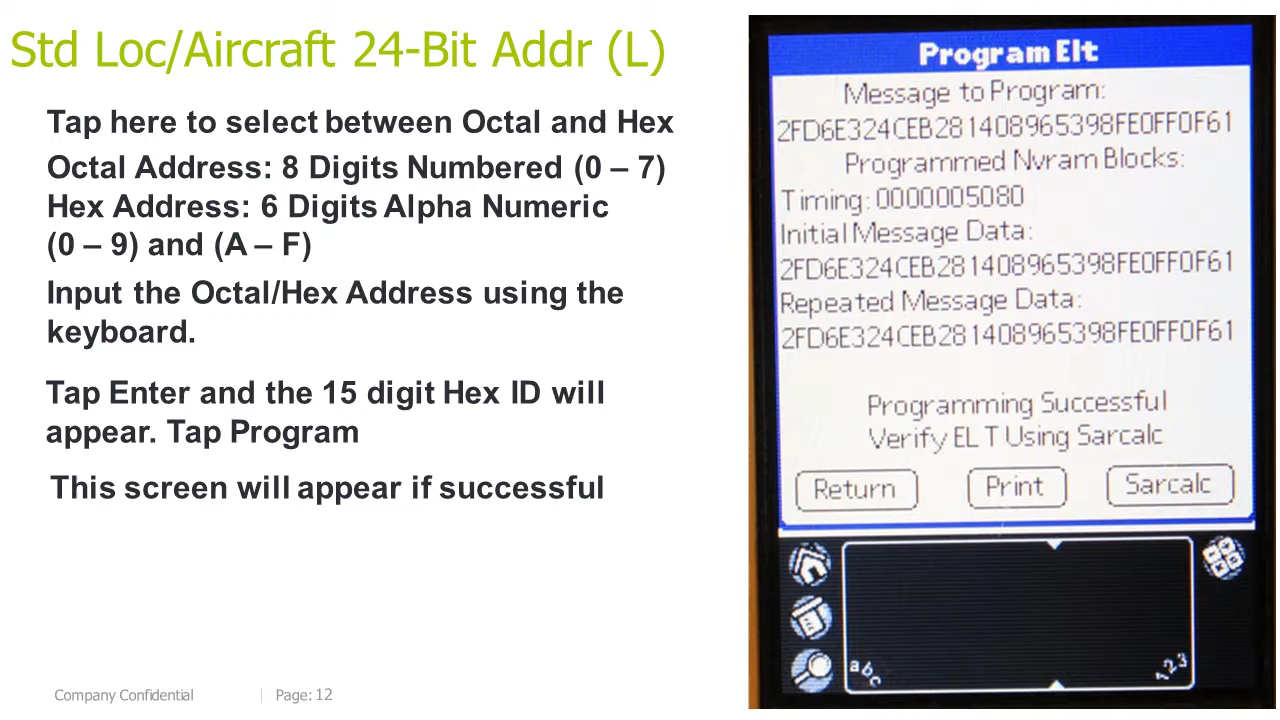 Std Loc/Aircraft 24-Bit Addr (L)
Tap here to select between Octal and Hex
Octal Address: 8 Digits Numbered (0 – 7)
Hex Address: 6 Digits Alpha Numeric
(0 – 9) and (A – F)
Input the Octal/Hex Address using the
keyboard.
Tap Enter and the 15 digit Hex ID will
appear. Tap Program
This screen will appear if successful
Company Confidential
Page: 12
Program Elt
Message to Program:
2FD6E324CEB281408965398FE0FF0F61
Programmed Nvram Blocks:
Timing: 0000005080
Initial Message Data:
2FD6E324CEB281408965398FE0FF0F61
Repeated Message Data:
2FD6E324CEB281408965398FE0FF0F61
Programming Successful
Verify ELT Using Sarcalc
Return
Print
Sarcalc
abc
123